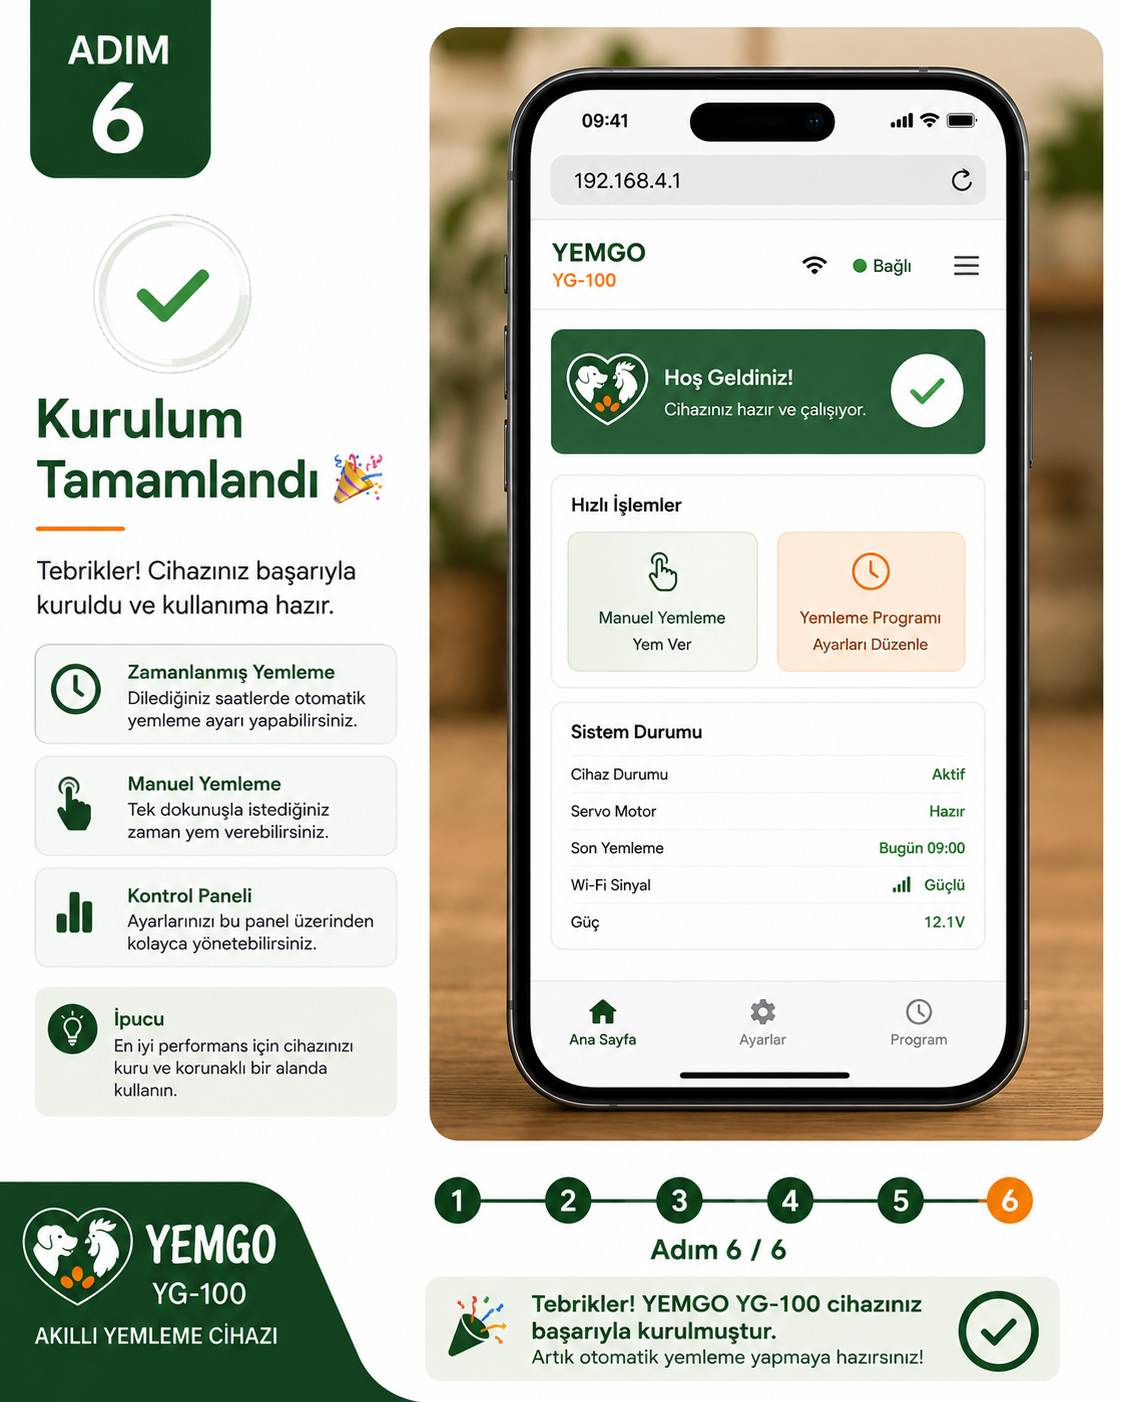 ADIM
6
Kurulum
Tamamlandı
Tebrikler! Cihazınız başarıyla
kuruldu ve kullanıma hazır.
Zamanlanmış Yemleme
Dilediğiniz saatlerde otomatik
yemleme ayarı yapabilirsiniz.
Manuel Yemleme
Tek dokunuşla istediğiniz
zaman yem verebilirsiniz.
Kontrol Paneli
Ayarlarınızı bu panel üzerinden
kolayca yönetebilirsiniz.
İpucu
En iyi performans için cihazınızı
kuru ve korunaklı bir alanda
kullanın.
YEMGO
YG-100
AKILLI YEMLEME CİHAZI
09:41
192.168.4.1
YEMGO
YG-100
Bağlı
Hoş Geldiniz!
Cihazınız hazır ve çalışıyor.
Hızlı İşlemler
Manuel Yemleme
Yem Ver
Yemleme Programı
Ayarları Düzenle
Sistem Durumu
Cihaz Durumu Aktif
Servo Motor Hazır
Son Yemleme Bugün 09:00
Wi-Fi Sinyal Güçlü
Güç 12.1V
Ana Sayfa Ayarlar Program
1 2 3 4 5 6
Adım 6 / 6
Tebrikler! YEMGO YG-100 cihazınız
başarıyla kurulmuştur.
Artık otomatik yemleme yapmaya hazırsınız!